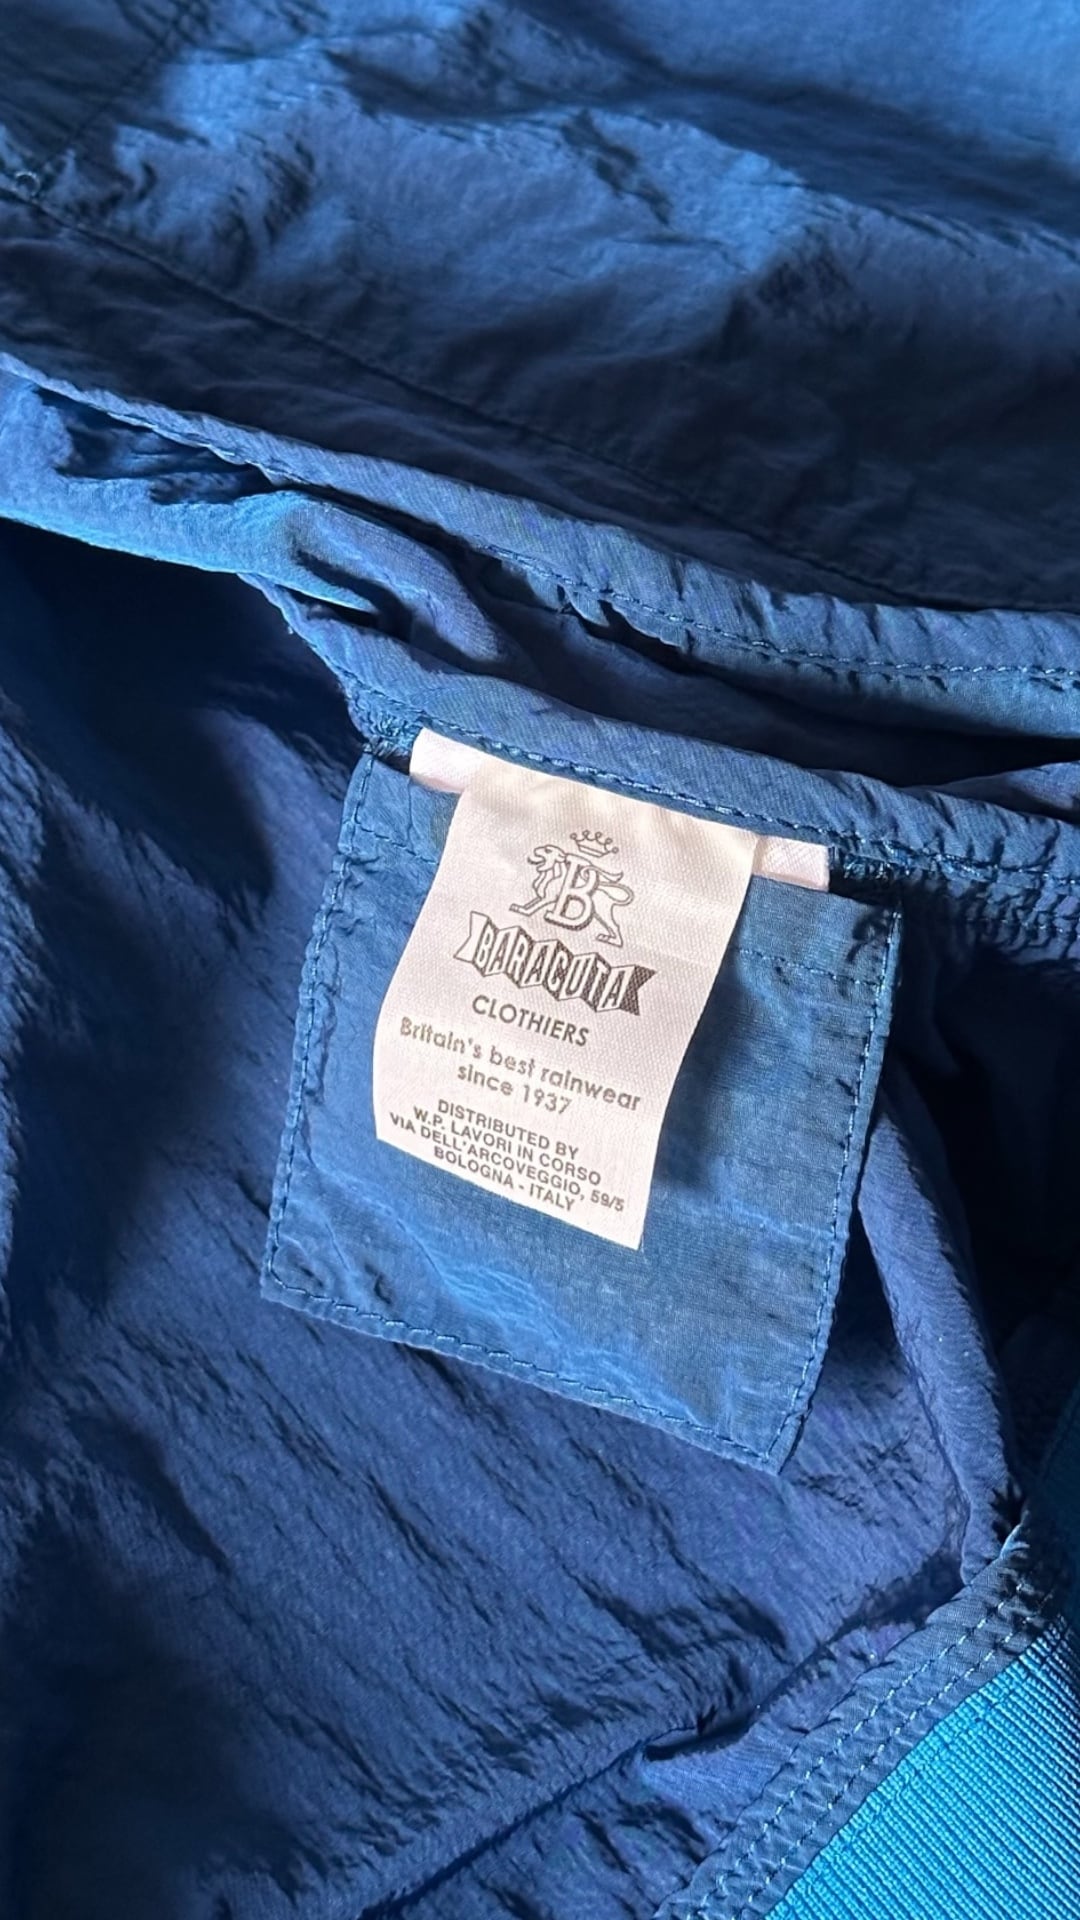 B
BARACUTA
CLOTHIERS
Britain's best rainwear
since 1937
DISTRIBUTED BY
W.P. LAVORI IN CORSO
VIA DELL'ARCOVEGGIO, 59/5
BOLOGNA - ITALY